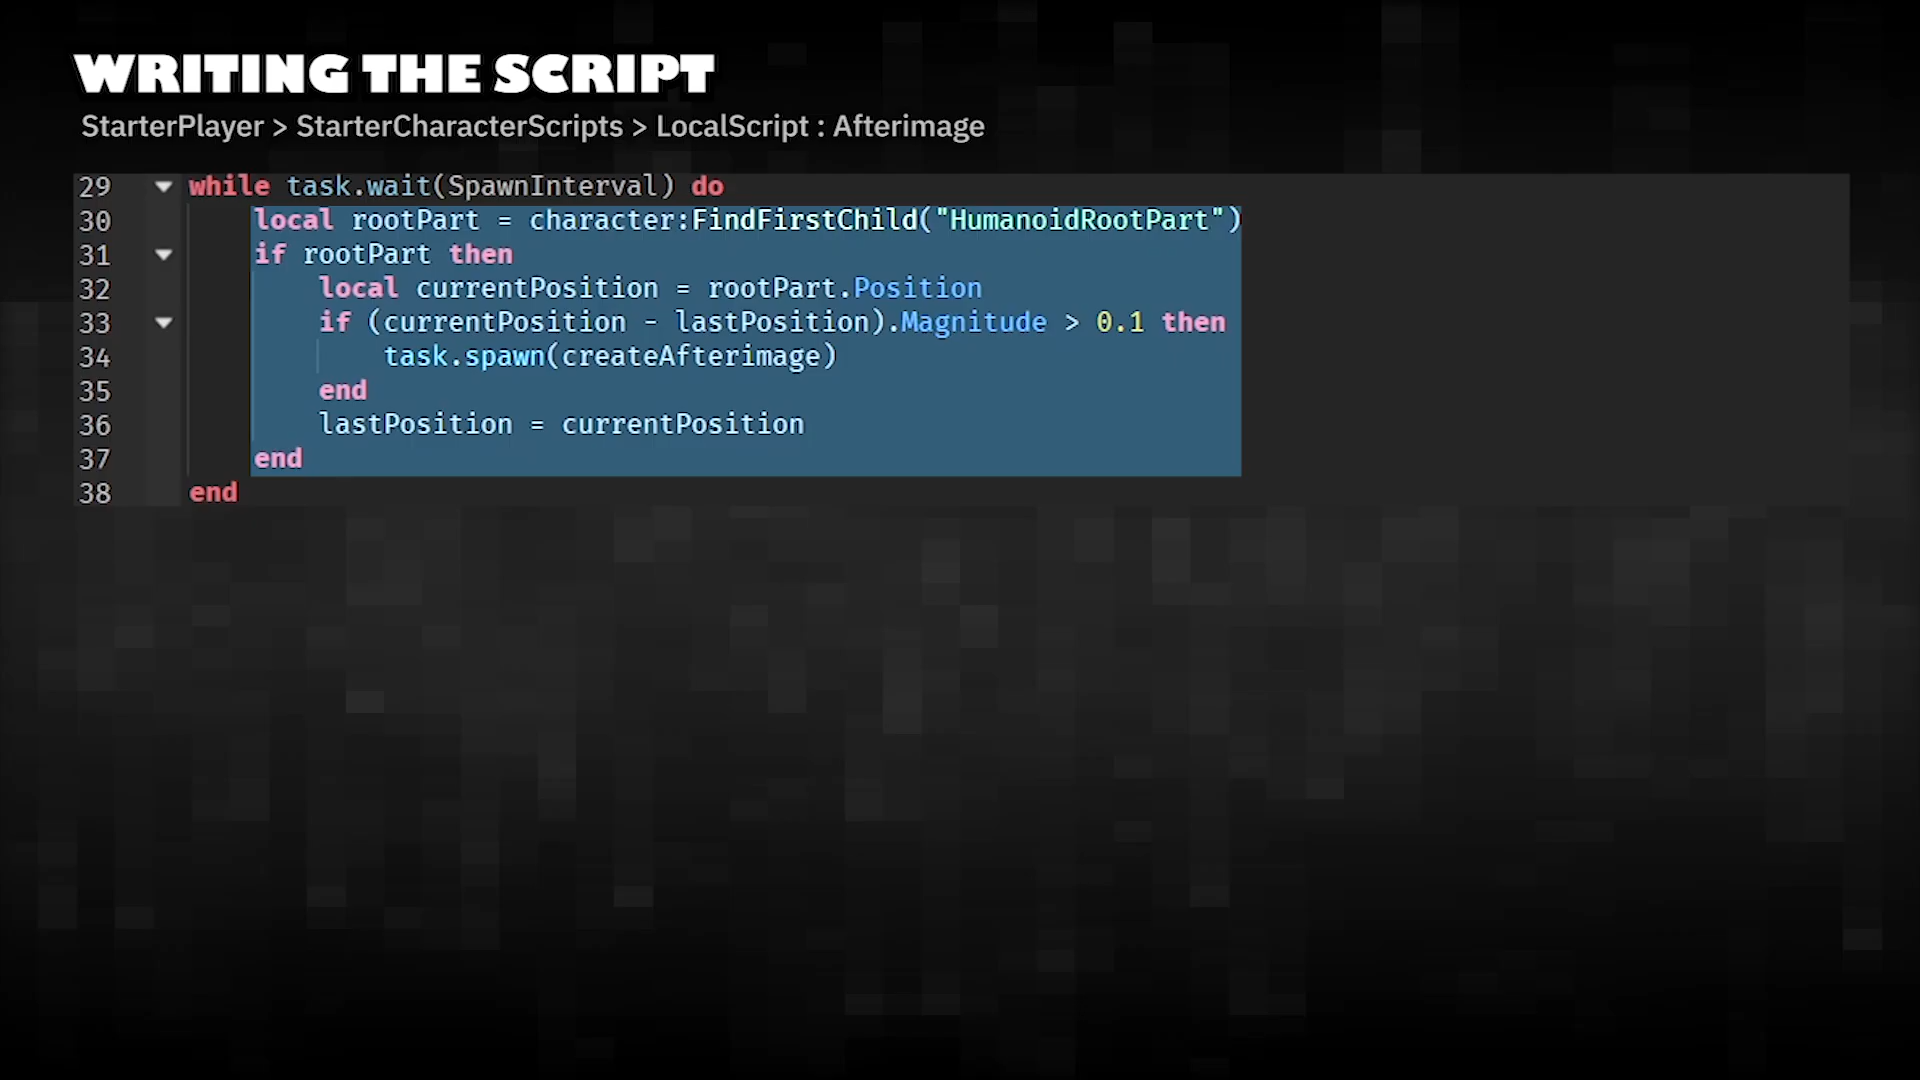 WRITING THE SCRIPT
StarterPlayer > StarterCharacterScripts > LocalScript : Afterimage
29 while task.wait(SpawnInterval) do
30 local rootPart = character:FindFirstChild("HumanoidRootPart")
31 if rootPart then
32 local currentPosition = rootPart.Position
33 if (currentPosition - lastPosition).Magnitude > 0.1 then
34 task.spawn(createAfterimage)
35 end
36 lastPosition = currentPosition
37 end
38 end